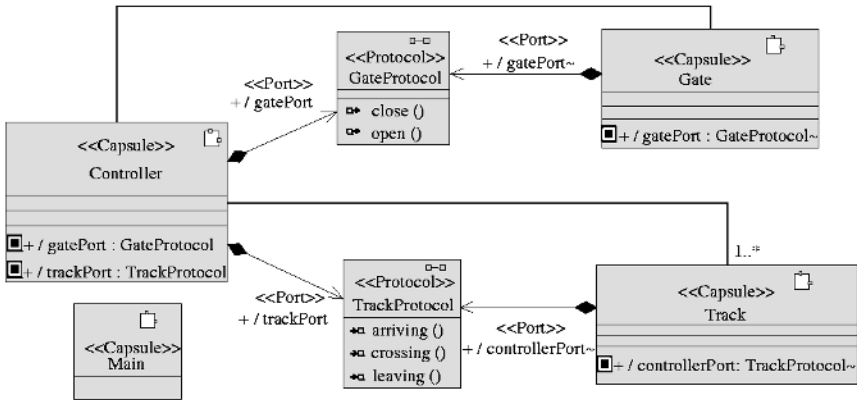 <<Capsule>>
Controller
+ / gatePort : GateProtocol
+ / trackPort : TrackProtocol
<<Port>>
+ / gatePort
<<Protocol>>
GateProtocol
close ()
open ()
<<Port>>
+ / gatePort~
<<Capsule>>
Gate
+ / gatePort : GateProtocol~
<<Port>>
+ / trackPort
<<Protocol>>
TrackProtocol
arriving ()
crossing ()
leaving ()
<<Port>>
+ / controllerPort~
1..*
<<Capsule>>
Track
+ / controllerPort: TrackProtocol~
<<Capsule>>
Main